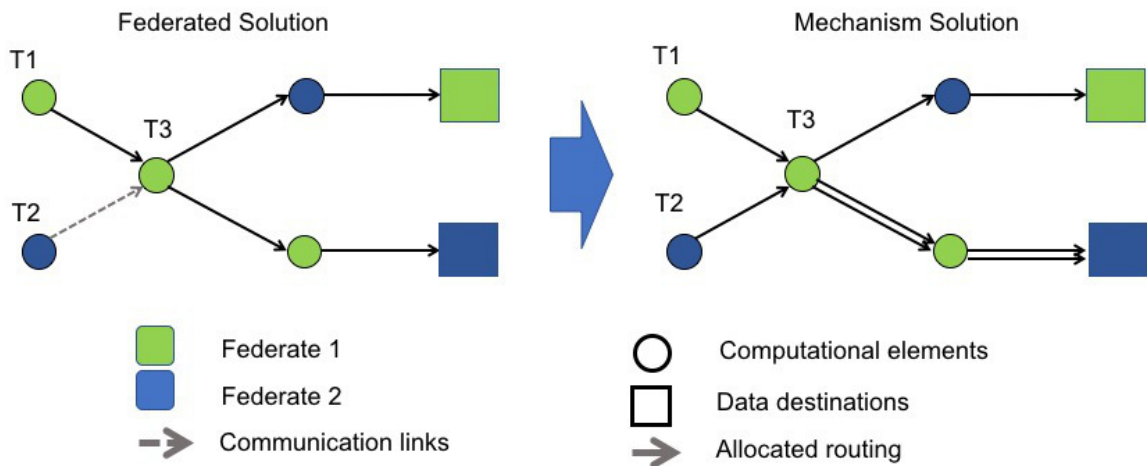 Federated Solution
Mechanism Solution
T1
T3
T2
T1
T3
T2
Federate 1
Federate 2
Communication links
Computational elements
Data destinations
Allocated routing